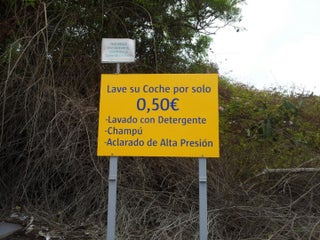 Lave su Coche por solo
0,50€
-Lavado con Detergente
-Champú
-Aclarado de Alta Presión